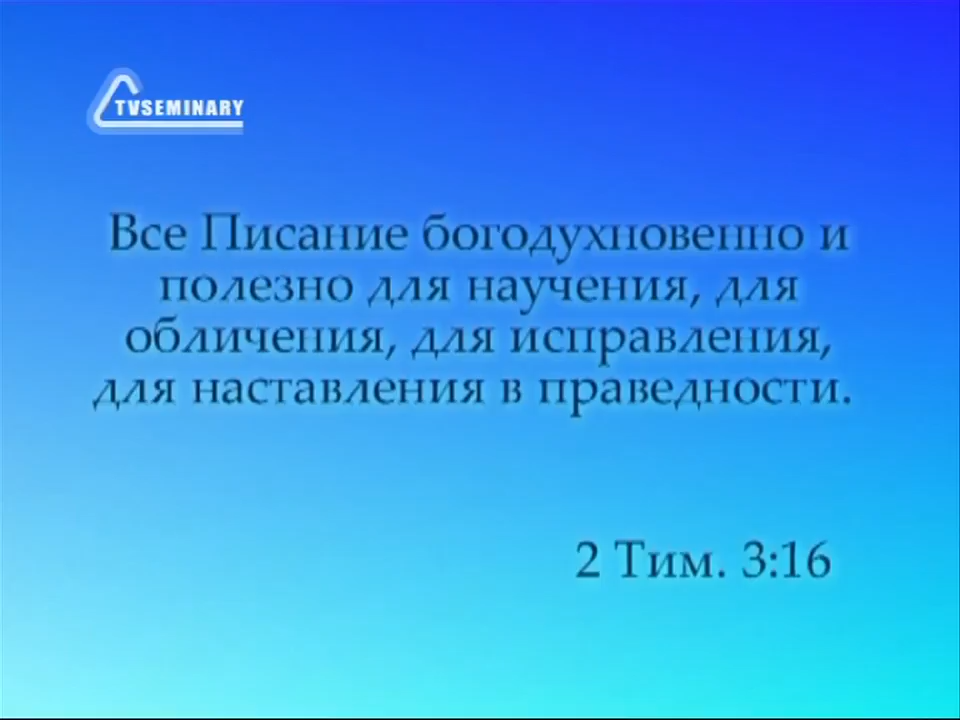 TVSEMINARY
Все Писание богодухновенно и
полезно для научения, для
обличения, для исправления,
для наставления в праведности.
2 Тим. 3:16